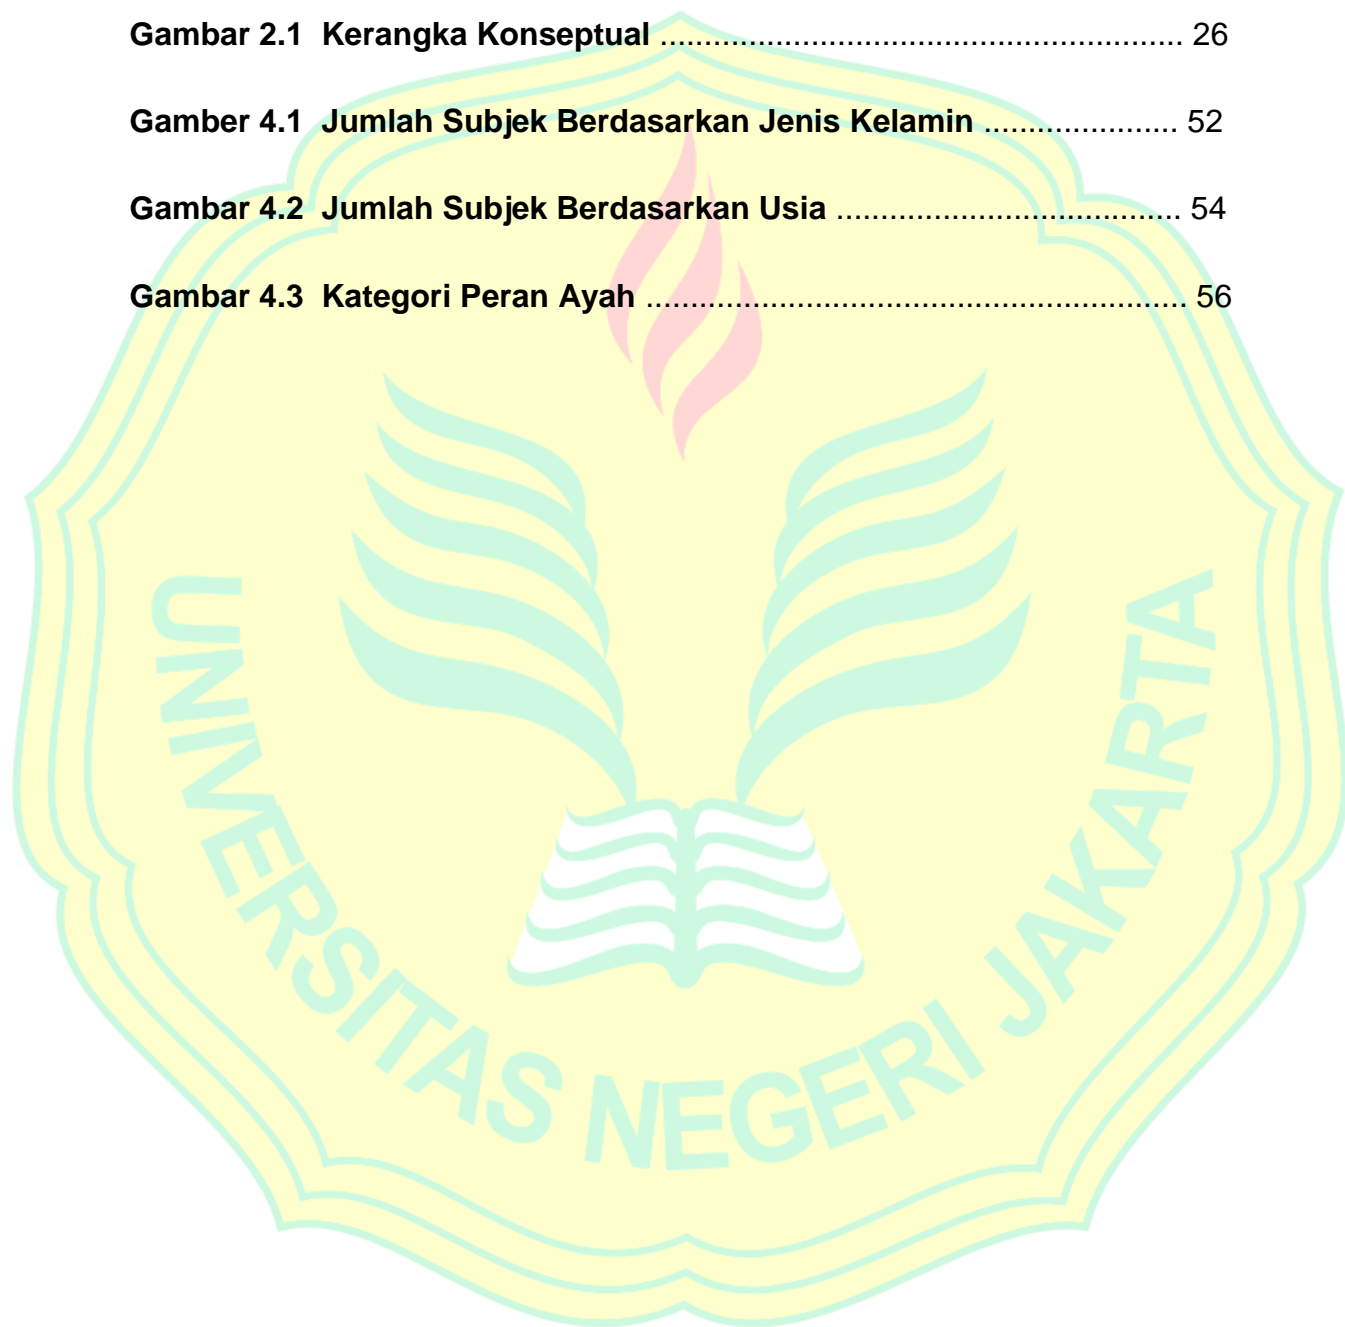 Gambar 2.1 Kerangka Konseptual ........................................................... 26
Gamber 4.1 Jumlah Subjek Berdasarkan Jenis Kelamin ...................... 52
Gambar 4.2 Jumlah Subjek Berdasarkan Usia ....................................... 54
Gambar 4.3 Kategori Peran Ayah ............................................................. 56
UNIVERSITAS NEGERI JAKARTA